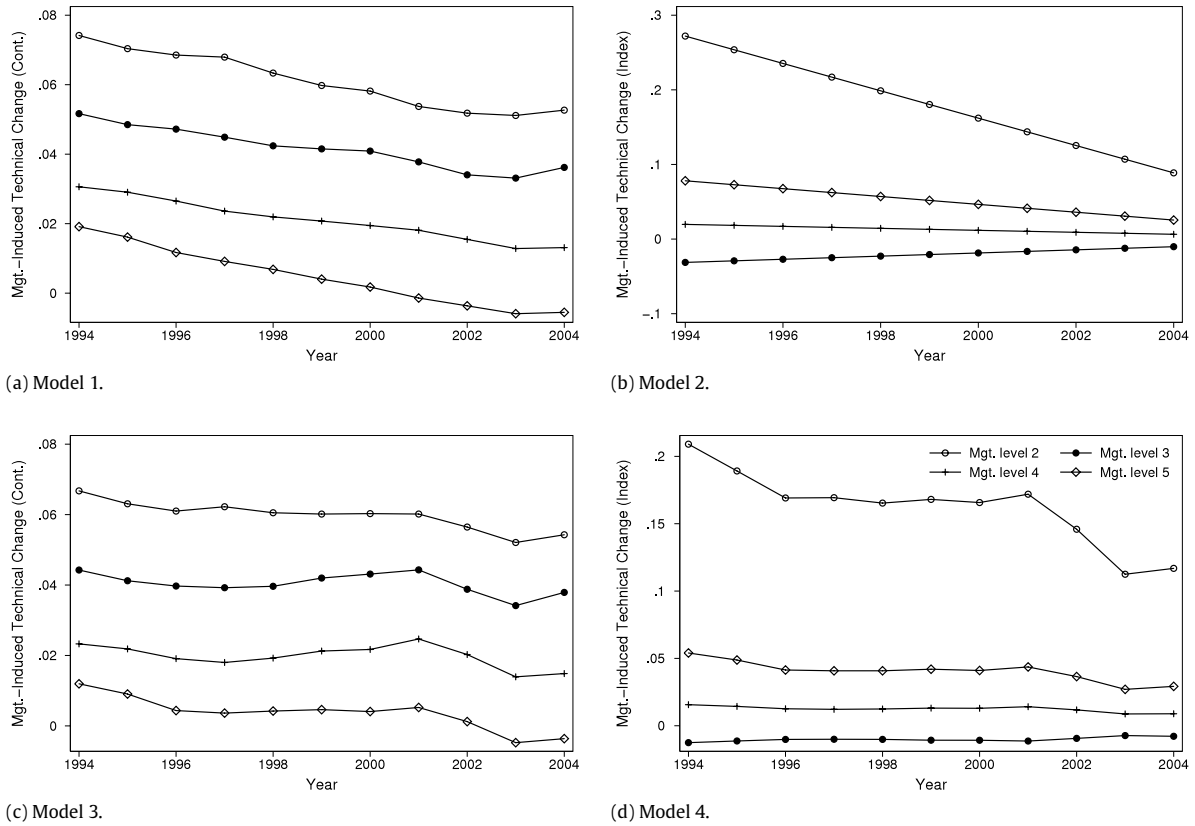 .08
.06
.04
.02
0
Mgt.-Induced Technical Change (Cont.)
1994 1996 1998 2000 2002 2004
Year
(a) Model 1.
.3
.2
.1
0
-.1
Mgt.-Induced Technical Change (Index)
1994 1996 1998 2000 2002 2004
Year
(b) Model 2.
.08
.06
.04
.02
0
Mgt.-Induced Technical Change (Cont.)
1994 1996 1998 2000 2002 2004
Year
(c) Model 3.
.2
.15
.1
.05
0
Mgt.-Induced Technical Change (Index)
Mgt. level 2 Mgt. level 3
Mgt. level 4 Mgt. level 5
1994 1996 1998 2000 2002 2004
Year
(d) Model 4.